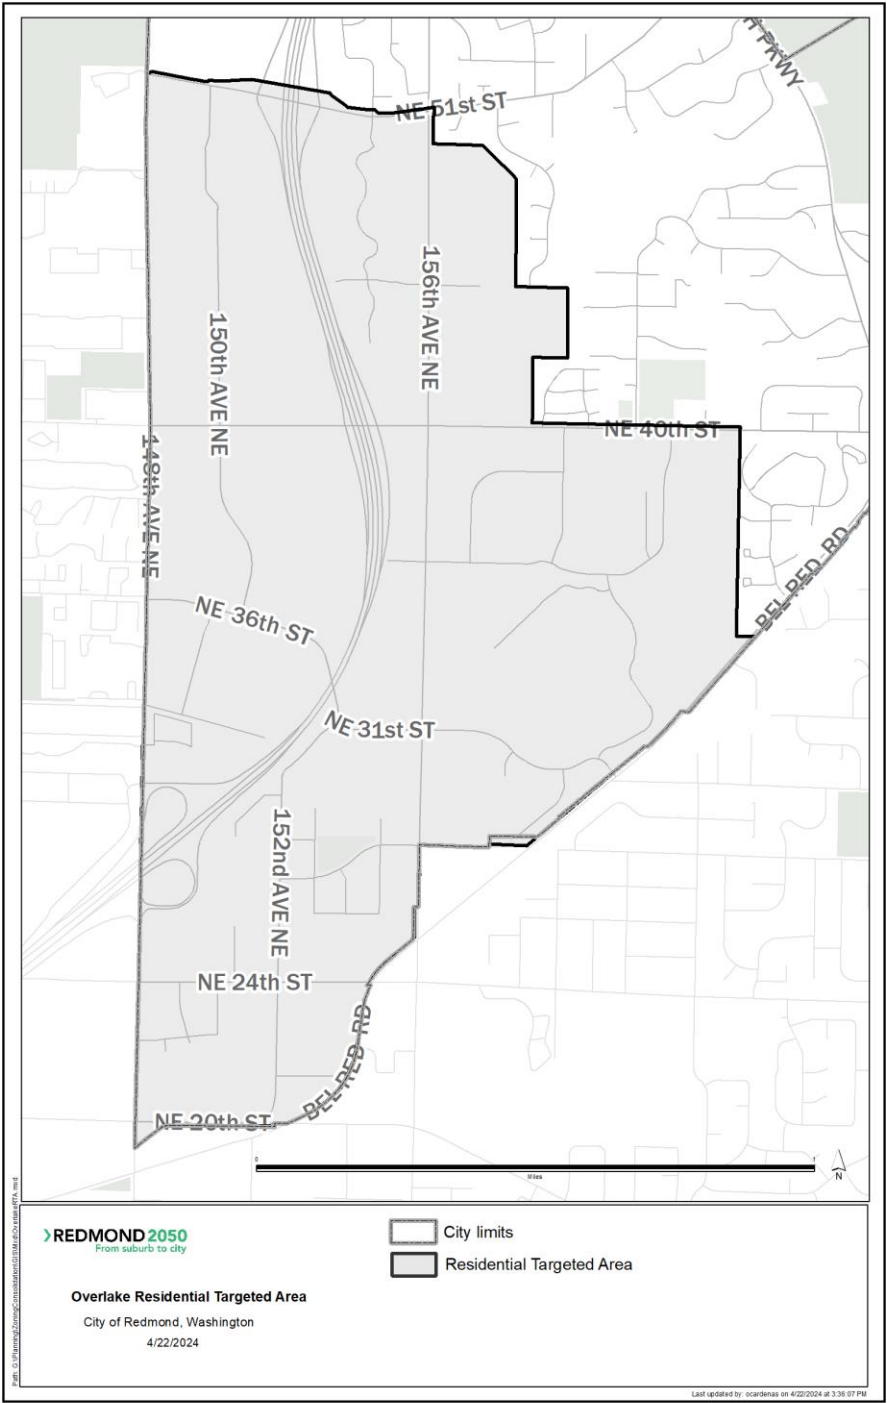 H PKWY
NE 51st ST
156th AVE NE
150th AVE NE
NE 40th ST
148th AVE NE
BEL RED RD
NE 36th ST
NE 31st ST
152nd AVE NE
NE 24th ST
BEL RED RD
NE 20th ST
0 1
Miles
N
REDMOND 2050
From suburb to city
City limits
Residential Targeted Area
Overlake Residential Targeted Area
City of Redmond, Washington
4/22/2024
Last updated by: ocardenas on 4/22/2024 at 3:36:07 PM